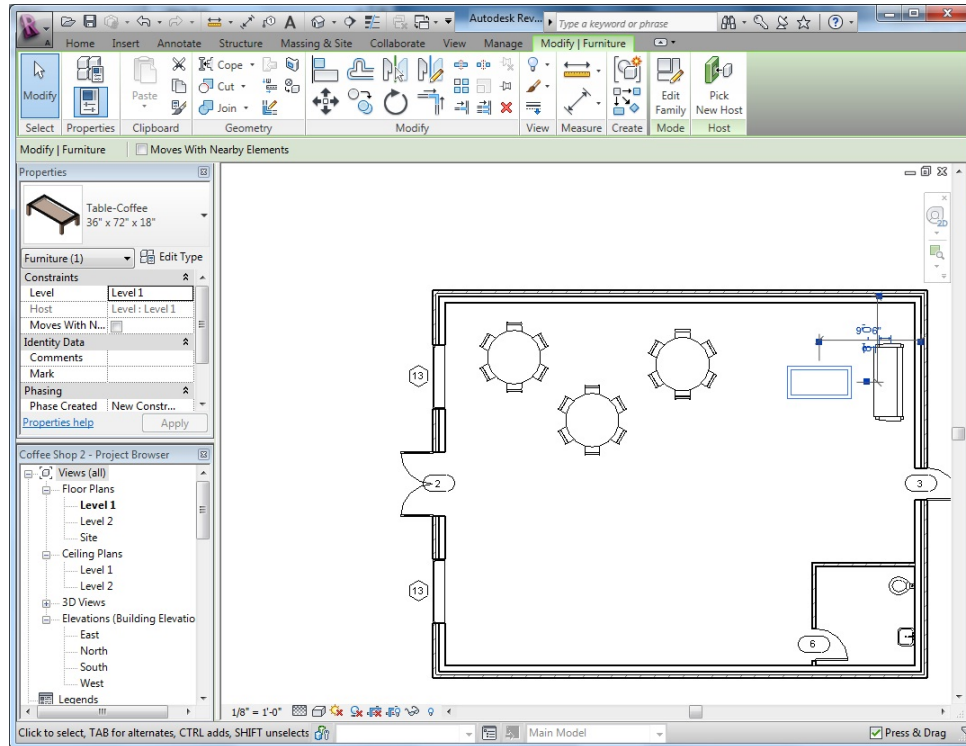 Autodesk Rev...
Type a keyword or phrase
Home Insert Annotate Structure Massing & Site Collaborate View Manage Modify | Furniture
Modify
Paste
Cope
Cut
Join
Edit Family
Pick New Host
Select Properties Clipboard Geometry Modify View Measure Create Mode Host
Modify | Furniture Moves With Nearby Elements
Properties
Table-Coffee
36" x 72" x 18"
Furniture (1) Edit Type
Constraints
Level Level 1
Host Level : Level 1
Moves With N...
Identity Data
Comments
Mark
Phasing
Phase Created New Constr...
Properties help Apply
Coffee Shop 2 - Project Browser
Views (all)
Floor Plans
Level 1
Level 2
Site
Ceiling Plans
Level 1
Level 2
3D Views
Elevations (Building Elevatio
East
North
South
West
Legends
2D
13
2
3
13
6
1/8" = 1'-0"
Click to select, TAB for alternates, CTRL adds, SHIFT unselects
Main Model
Press & Drag